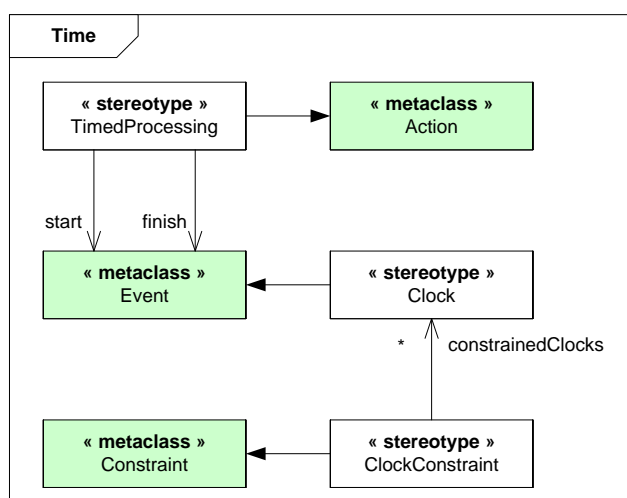 Time
« stereotype »
TimedProcessing
« metaclass »
Action
start
finish
« metaclass »
Event
« stereotype »
Clock
*
constrainedClocks
« metaclass »
Constraint
« stereotype »
ClockConstraint